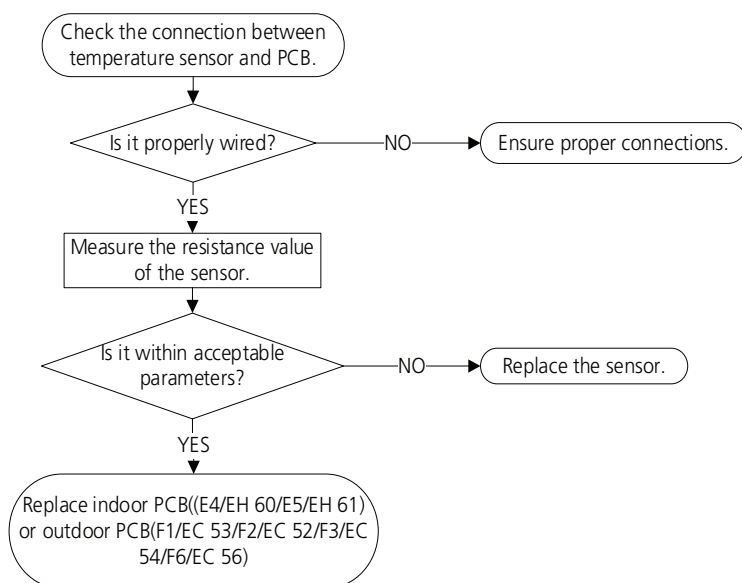 Check the connection between
temperature sensor and PCB.
Is it properly wired?
NO
Ensure proper connections.
YES
Measure the resistance value
of the sensor.
Is it within acceptable
parameters?
NO
Replace the sensor.
YES
Replace indoor PCB((E4/EH 60/E5/EH 61)
or outdoor PCB(F1/EC 53/F2/EC 52/F3/EC
54/F6/EC 56)